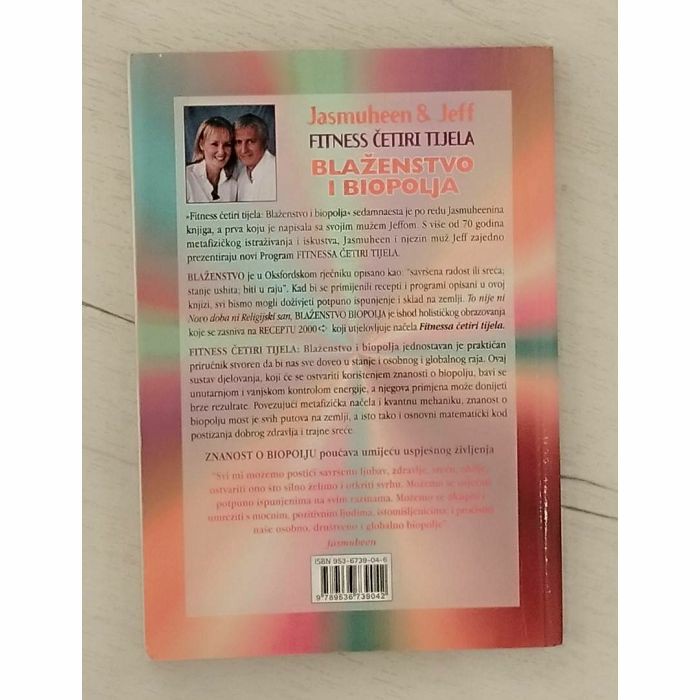 Jasmuheen & Jeff
FITNESS ČETIRI TIJELA
BLAŽENSTVO
I BIOPOLJA
»Fitness četiri tijela: Blaženstvo i biopolja« sedamnaesta je po redu Jasmuheenina
knjiga, a prva koju je napisala sa svojim mužem Jeffom. S više od 70 godina
metafizičkog istraživanja i iskustva, Jasmuheen i njezin muž Jeff zajedno
prezentiraju novi Program FITNESSA ČETIRI TIJELA.
BLAŽENSTVO je u Oksfordskom rječniku opisano kao: "savršena radost ili sreća;
stanje ushita; biti u raju". Kad bi se primijenili recepti i programi opisani u ovoj
knjizi, svi bismo mogli doživjeti potpuno ispunjenje i sklad na zemlji. To nije ni
Novo doba ni Religijski san, BLAŽENSTVO BIOPOLJA je ishod holističkog obrazovanja
koje se zasniva na RECEPTU 2000 koji utjelovljuje načela Fitnessa četiri tijela.
FITNESS ČETIRI TIJELA: Blaženstvo i biopolja jednostavan je praktičan
priručnik stvoren da bi nas sve doveo u stanje i osobnog i globalnog raja. Ovaj
sustav djelovanja, koji će se ostvariti korištenjem znanosti o biopolju, bavi se
unutarnjom i vanjskom kontrolom energije, a njegova primjena može donijeti
brze rezultate. Povezujući metafizička načela i kvantnu mehaniku, znanost o
biopolju most je svih putova na zemlji, a isto tako i osnovni matematički kod
postizanja dobrog zdravlja i trajne sreće.
ZNANOST O BIOPOLJU poučava umijeću uspješnog življenja
"Svi mi možemo postići savršenu ljubav, zdravlje, sreću, obilje,
ostvariti ono što silno želimo i otkriti svrhu. Možemo se osjećati
potpuno ispunjenima na svim razinama. Možemo se okupiti i
umrežiti s moćnim, pozitivnim ljudima, istomišljenicima, i pročistiti
naše osobno, društveno i globalno biopolje"
Jasmuheen
ISBN 953-6739-04-6
9 789536 739042